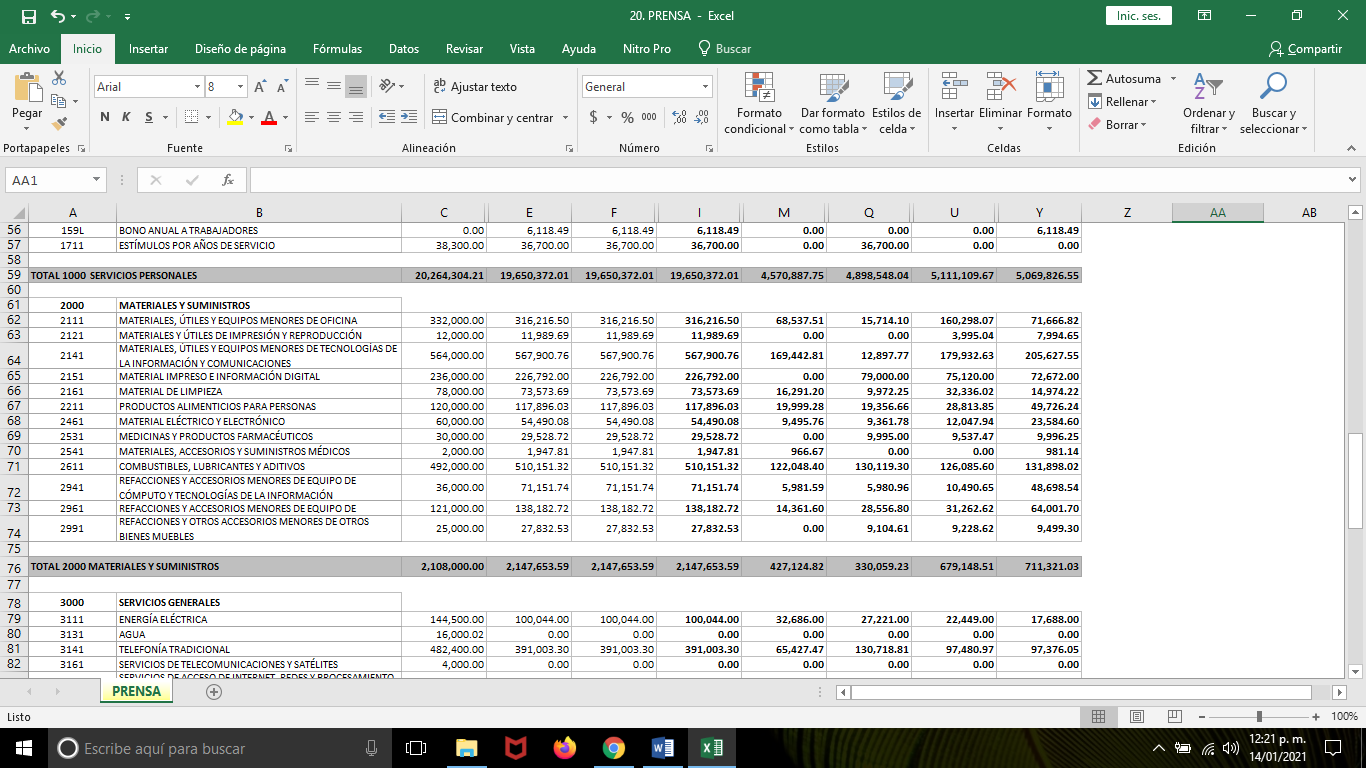 20. PRENSA - Excel
Inic. ses.
Archivo Inicio Insertar Diseño de página Fórmulas Datos Revisar Vista Ayuda Nitro Pro Buscar Compartir
Pegar
Arial 8 A A
N K S A
ab Ajustar texto
Combinar y centrar
General
$ % 000
Formato condicional
Dar formato como tabla
Estilos de celda
Insertar Eliminar Formato
Autosuma
Rellenar
Borrar
Ordenar y filtrar
Buscar y seleccionar
Portapapeles Fuente Alineación Número Estilos Celdas Edición
AA1 fx
A B C E F I M Q U Y Z AA AB
56 159L BONO ANUAL A TRABAJADORES 0.00 6,118.49 6,118.49 6,118.49 0.00 0.00 0.00 6,118.49
57 1711 ESTÍMULOS POR AÑOS DE SERVICIO 38,300.00 36,700.00 36,700.00 36,700.00 0.00 36,700.00 0.00 0.00
58
59 TOTAL 1000 SERVICIOS PERSONALES 20,264,304.21 19,650,372.01 19,650,372.01 19,650,372.01 4,570,887.75 4,898,548.04 5,111,109.67 5,069,826.55
60
61 2000 MATERIALES Y SUMINISTROS
62 2111 MATERIALES, ÚTILES Y EQUIPOS MENORES DE OFICINA 332,000.00 316,216.50 316,216.50 316,216.50 68,537.51 15,714.10 160,298.07 71,666.82
63 2121 MATERIALES Y ÚTILES DE IMPRESIÓN Y REPRODUCCIÓN 12,000.00 11,989.69 11,989.69 11,989.69 0.00 0.00 3,995.04 7,994.65
64 2141 MATERIALES, ÚTILES Y EQUIPOS MENORES DE TECNOLOGÍAS DE
LA INFORMACIÓN Y COMUNICACIONES 564,000.00 567,900.76 567,900.76 567,900.76 169,442.81 12,897.77 179,932.63 205,627.55
65 2151 MATERIAL IMPRESO E INFORMACIÓN DIGITAL 236,000.00 226,792.00 226,792.00 226,792.00 0.00 79,000.00 75,120.00 72,672.00
66 2161 MATERIAL DE LIMPIEZA 78,000.00 73,573.69 73,573.69 73,573.69 16,291.20 9,972.25 32,336.02 14,974.22
67 2211 PRODUCTOS ALIMENTICIOS PARA PERSONAS 120,000.00 117,896.03 117,896.03 117,896.03 19,999.28 19,356.66 28,813.85 49,726.24
68 2461 MATERIAL ELÉCTRICO Y ELECTRÓNICO 60,000.00 54,490.08 54,490.08 54,490.08 9,495.76 9,361.78 12,047.94 23,584.60
69 2531 MEDICINAS Y PRODUCTOS FARMACÉUTICOS 30,000.00 29,528.72 29,528.72 29,528.72 0.00 9,995.00 9,537.47 9,996.25
70 2541 MATERIALES, ACCESORIOS Y SUMINISTROS MÉDICOS 2,000.00 1,947.81 1,947.81 1,947.81 966.67 0.00 0.00 981.14
71 2611 COMBUSTIBLES, LUBRICANTES Y ADITIVOS 492,000.00 510,151.32 510,151.32 510,151.32 122,048.40 130,119.30 126,085.60 131,898.02
72 2941 REFACCIONES Y ACCESORIOS MENORES DE EQUIPO DE
CÓMPUTO Y TECNOLOGÍAS DE LA INFORMACIÓN 36,000.00 71,151.74 71,151.74 71,151.74 5,981.59 5,980.96 10,490.65 48,698.54
73 2961 REFACCIONES Y ACCESORIOS MENORES DE EQUIPO DE 121,000.00 138,182.72 138,182.72 138,182.72 14,361.60 28,556.80 31,262.62 64,001.70
74 2991 REFACCIONES Y OTROS ACCESORIOS MENORES DE OTROS
BIENES MUEBLES 25,000.00 27,832.53 27,832.53 27,832.53 0.00 9,104.61 9,228.62 9,499.30
75
76 TOTAL 2000 MATERIALES Y SUMINISTROS 2,108,000.00 2,147,653.59 2,147,653.59 2,147,653.59 427,124.82 330,059.23 679,148.51 711,321.03
77
78 3000 SERVICIOS GENERALES
79 3111 ENERGÍA ELÉCTRICA 144,500.00 100,044.00 100,044.00 100,044.00 32,686.00 27,221.00 22,449.00 17,688.00
80 3131 AGUA 16,000.02 0.00 0.00 0.00 0.00 0.00 0.00 0.00
81 3141 TELEFONÍA TRADICIONAL 482,400.00 391,003.30 391,003.30 391,003.30 65,427.47 130,718.81 97,480.97 97,376.05
82 3161 SERVICIOS DE TELECOMUNICACIONES Y SATÉLITES 4,000.00 0.00 0.00 0.00 0.00 0.00 0.00 0.00
SERVICIOS DE ACCESO DE INTERNET, REDES Y PROCESAMIENTO
PRENSA
Listo 100%
Escribe aquí para buscar
12:21 p. m.
14/01/2021